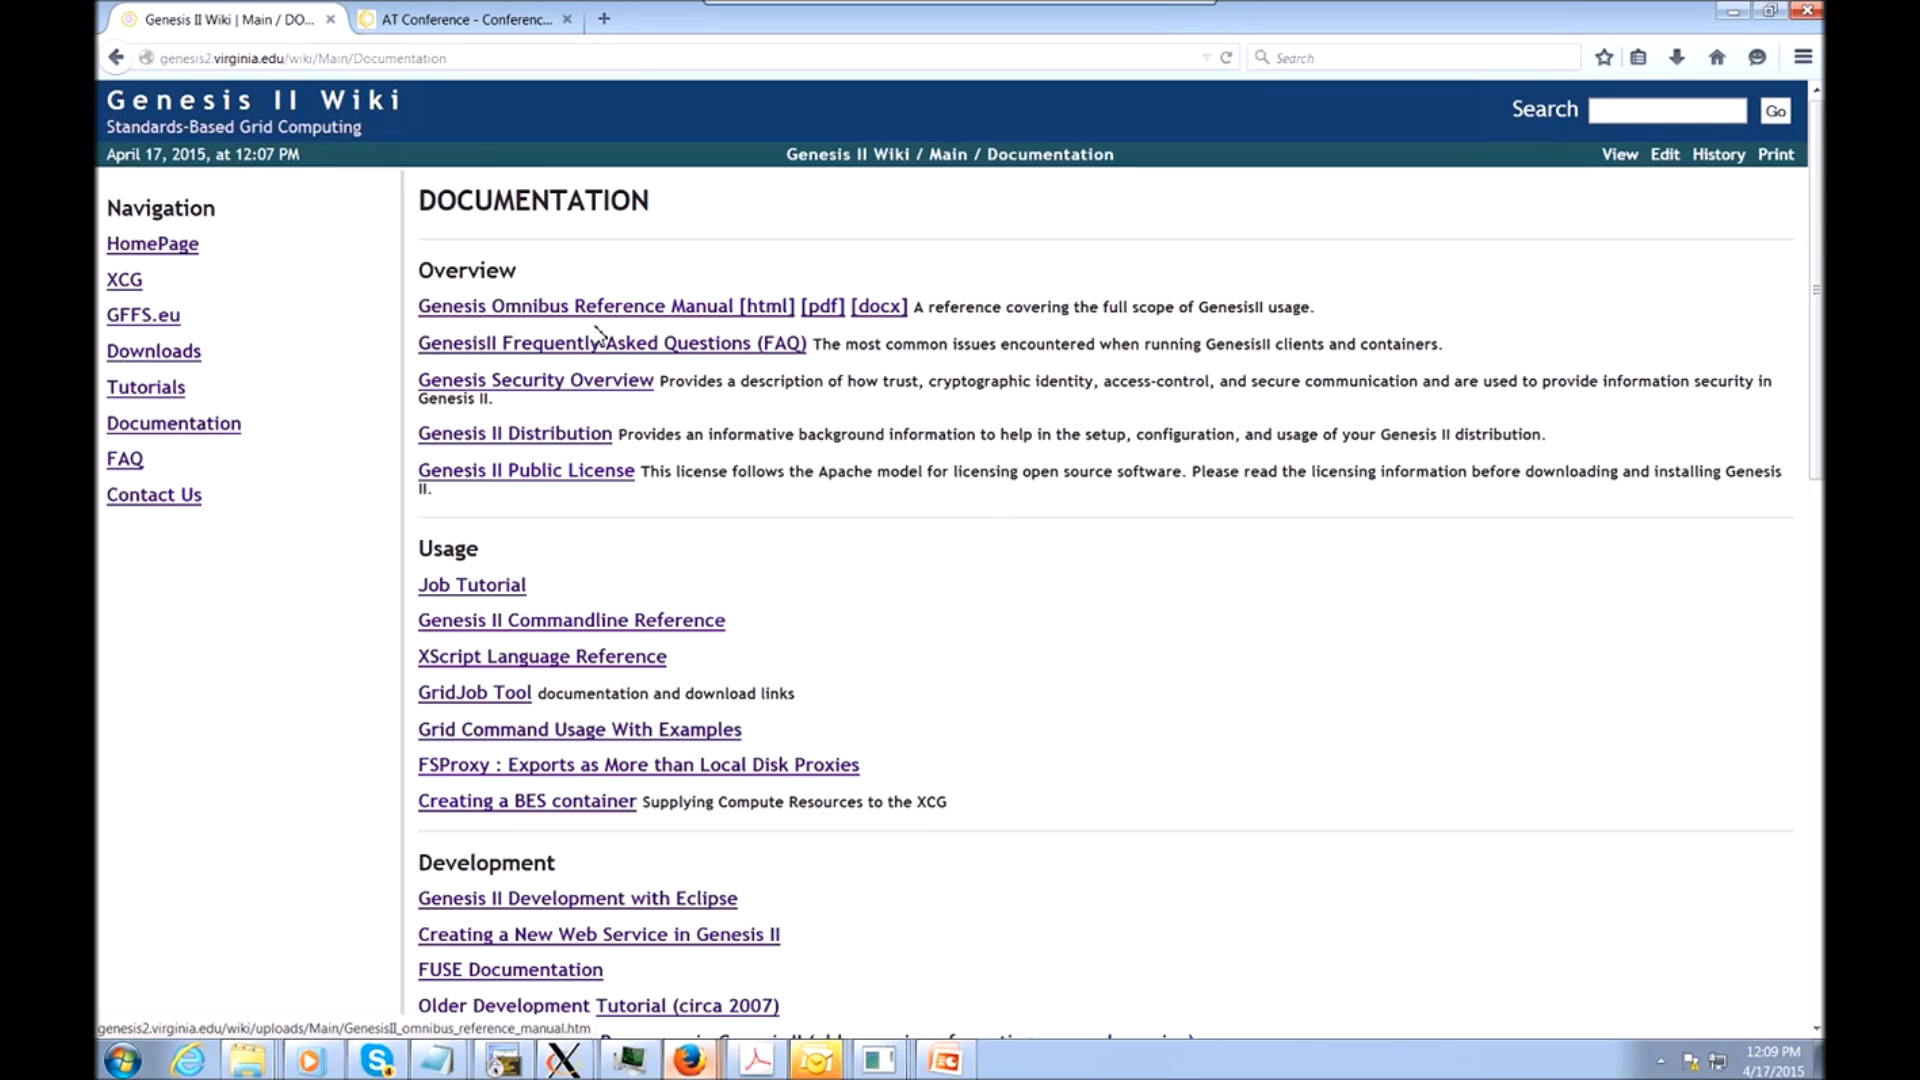 Genesis II Wiki | Main / DO...
AT Conference - Conferenc...
genesis2.virginia.edu/wiki/Main/Documentation
Search
Genesis II Wiki
Standards-Based Grid Computing
Search
Go
April 17, 2015, at 12:07 PM
Genesis II Wiki / Main / Documentation
View Edit History Print
Navigation
HomePage
XCG
GFFS.eu
Downloads
Tutorials
Documentation
FAQ
Contact Us
DOCUMENTATION
Overview
Genesis Omnibus Reference Manual [html] [pdf] [docx] A reference covering the full scope of GenesisII usage.
GenesisII Frequently Asked Questions (FAQ) The most common issues encountered when running GenesisII clients and containers.
Genesis Security Overview Provides a description of how trust, cryptographic identity, access-control, and secure communication and are used to provide information security in
Genesis II.
Genesis II Distribution Provides an informative background information to help in the setup, configuration, and usage of your Genesis II distribution.
Genesis II Public License This license follows the Apache model for licensing open source software. Please read the licensing information before downloading and installing Genesis
II.
Usage
Job Tutorial
Genesis II Commandline Reference
XScript Language Reference
GridJob Tool documentation and download links
Grid Command Usage With Examples
FSProxy : Exports as More than Local Disk Proxies
Creating a BES container Supplying Compute Resources to the XCG
Development
Genesis II Development with Eclipse
Creating a New Web Service in Genesis II
FUSE Documentation
Older Development Tutorial (circa 2007)
genesis2.virginia.edu/wiki/uploads/Main/GenesisII_omnibus_reference_manual.htm
12:09 PM
4/17/2015